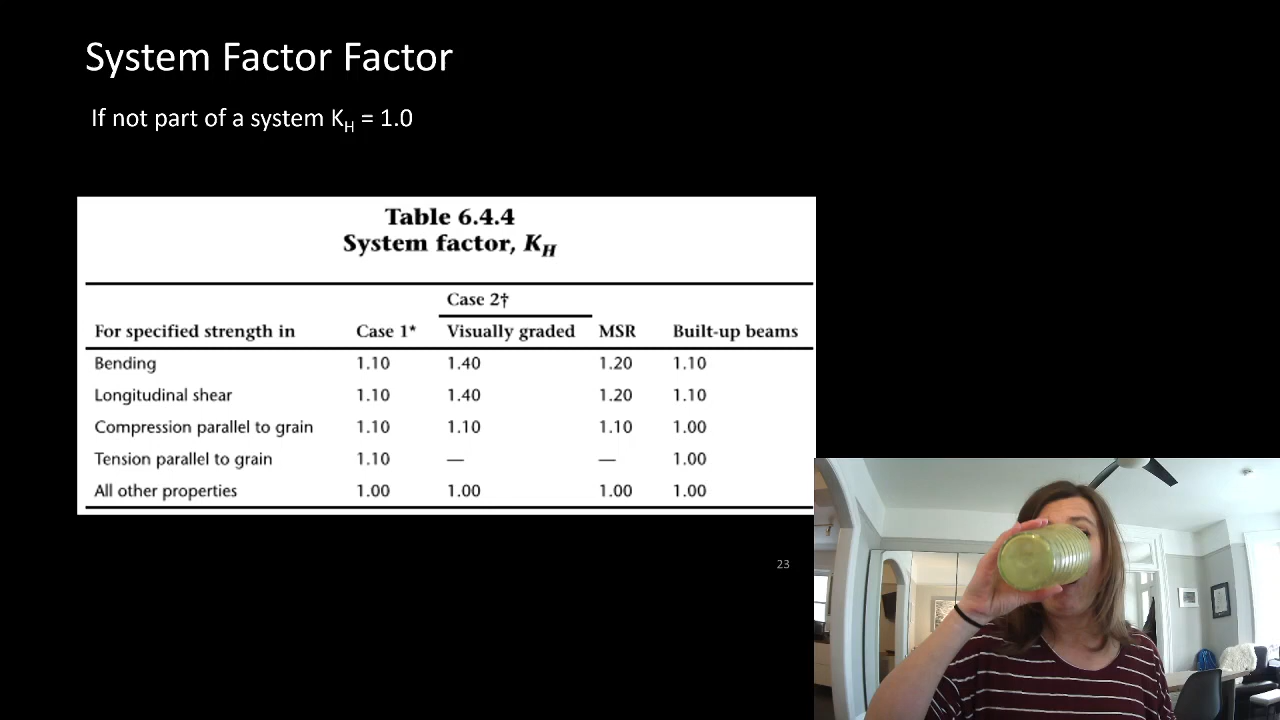 System Factor Factor
If not part of a system KH = 1.0
Table 6.4.4
System factor, KH
Case 2†
For specified strength in Case 1* Visually graded MSR Built-up beams
Bending 1.10 1.40 1.20 1.10
Longitudinal shear 1.10 1.40 1.20 1.10
Compression parallel to grain 1.10 1.10 1.10 1.00
Tension parallel to grain 1.10 — — 1.00
All other properties 1.00 1.00 1.00 1.00
23